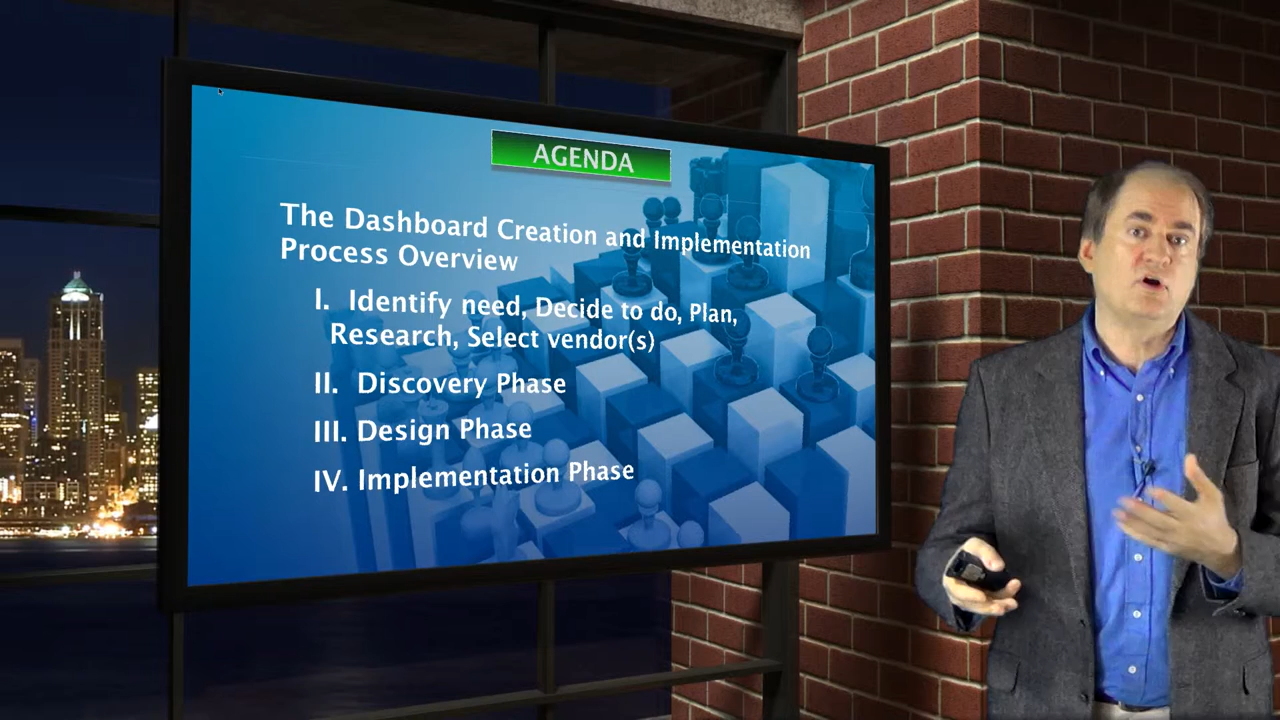 AGENDA
The Dashboard Creation and Implementation
Process Overview
I. Identify need, Decide to do, Plan,
Research, Select vendor(s)
II. Discovery Phase
III. Design Phase
IV. Implementation Phase